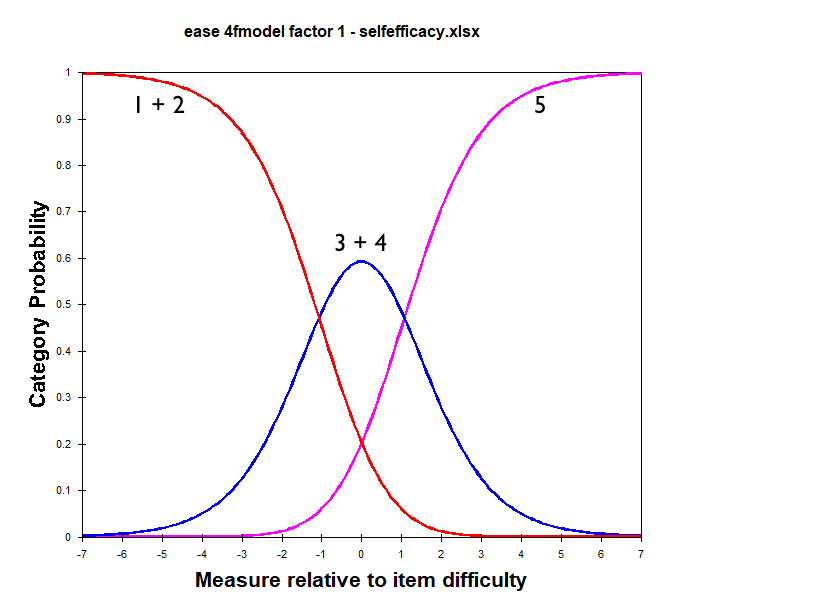 ease 4fmodel factor 1 - selfefficacy.xlsx
1
0.9
0.8
0.7
0.6
0.5
0.4
0.3
0.2
0.1
0
Category Probability
1 + 2
5
3 + 4
-7 -6 -5 -4 -3 -2 -1 0 1 2 3 4 5 6 7
Measure relative to item difficulty